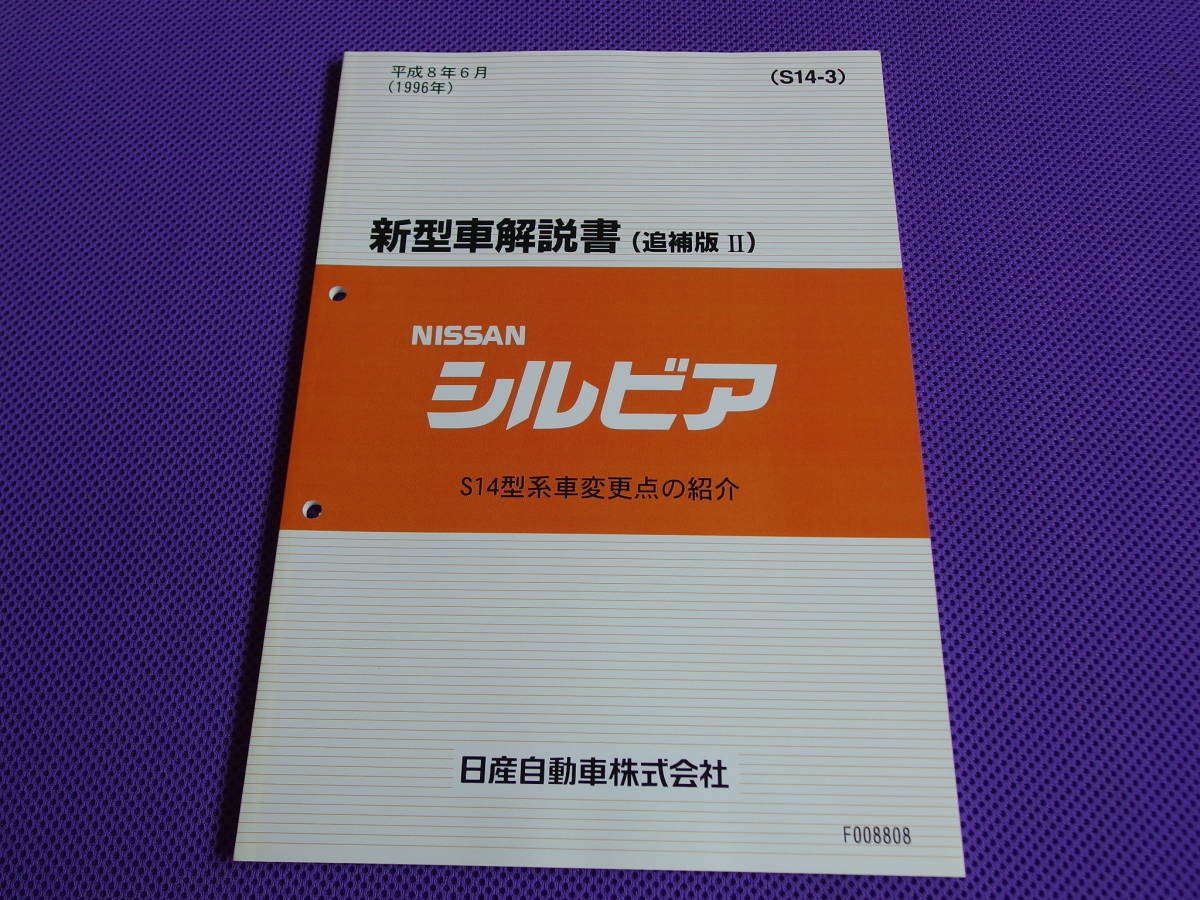 平成8年6月
(1996年)
(S14-3)
新型車解説書(追補版 II)
NISSAN
シルビア
S14型系車変更点の紹介
日産自動車株式会社
F008808